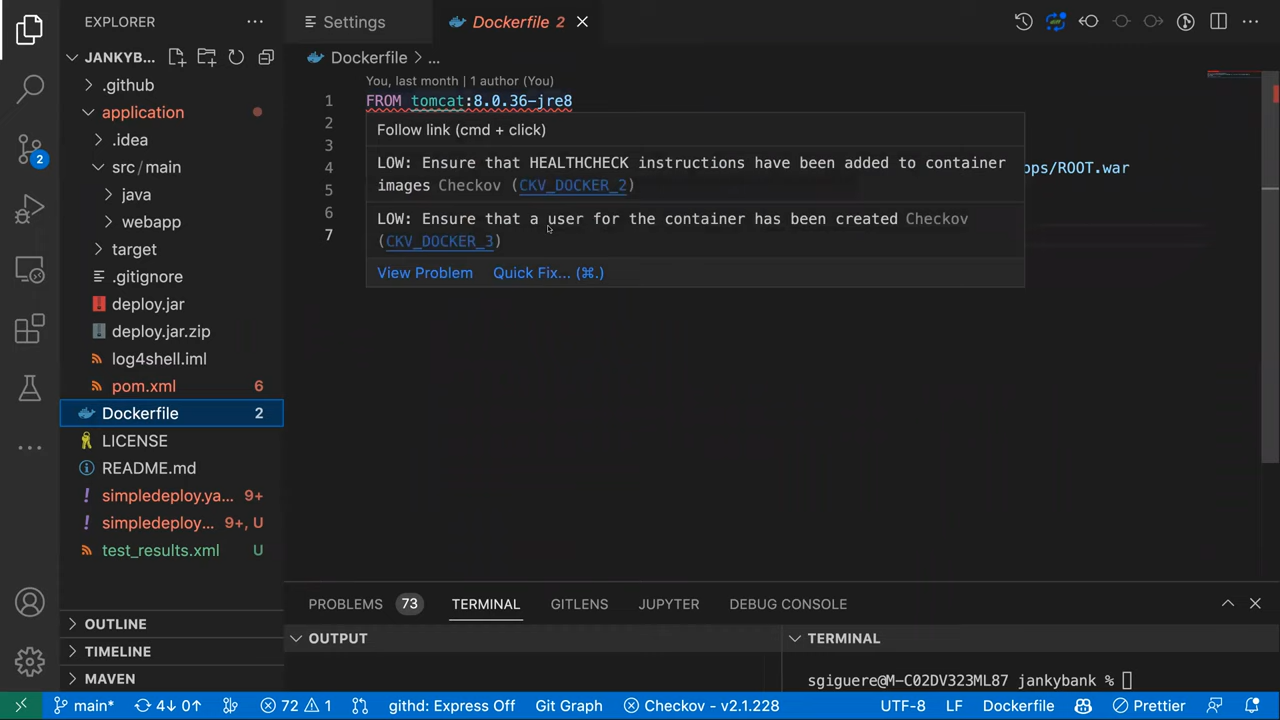 EXPLORER
Settings
Dockerfile 2
JANKYB...
Dockerfile > ...
.github
You, last month | 1 author (You)
application
1 FROM tomcat:8.0.36-jre8
2
Follow link (cmd + click)
.idea
3
src/main
4
LOW: Ensure that HEALTHCHECK instructions have been added to container
pps/ROOT.war
images Checkov (CKV_DOCKER_2)
java
5
webapp
6
LOW: Ensure that a user for the container has been created Checkov
7
(CKV_DOCKER_3)
target
View Problem Quick Fix... (⌘.)
.gitignore
deploy.jar
deploy.jar.zip
log4shell.iml
pom.xml 6
Dockerfile 2
LICENSE
README.md
simpledeploy.ya... 9+
simpledeploy... 9+, U
test_results.xml U
2
PROBLEMS 73 TERMINAL GITLENS JUPYTER DEBUG CONSOLE
OUTLINE
OUTPUT
TERMINAL
TIMELINE
MAVEN
sgiguere@M-C02DV323ML87 jankybank %
main* 4↓ 0↑ 72 1 githd: Express Off Git Graph Checkov - v2.1.228 UTF-8 LF Dockerfile Prettier